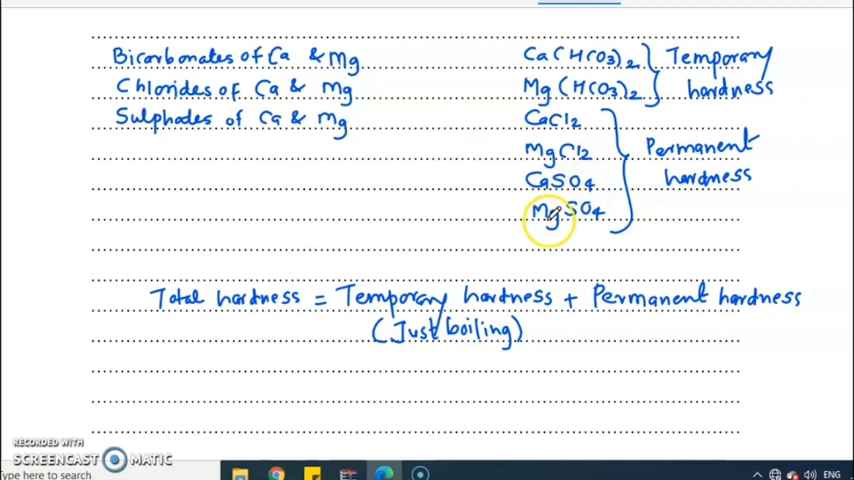 Bicarbonates of Ca & Mg
Ca(HCO3)2 Temporary
Chlorides of Ca & Mg
Mg(HCO3)2 hardness
Sulphades of Ca & Mg
CaCl2
MgCl2 Permanent
CaSO4 hardness
MgSO4
Total hardness = Temporary hardness + Permanent hardness
(Just boiling)
RECORDED WITH
SCREENCAST MATIC
Type here to search
ENG